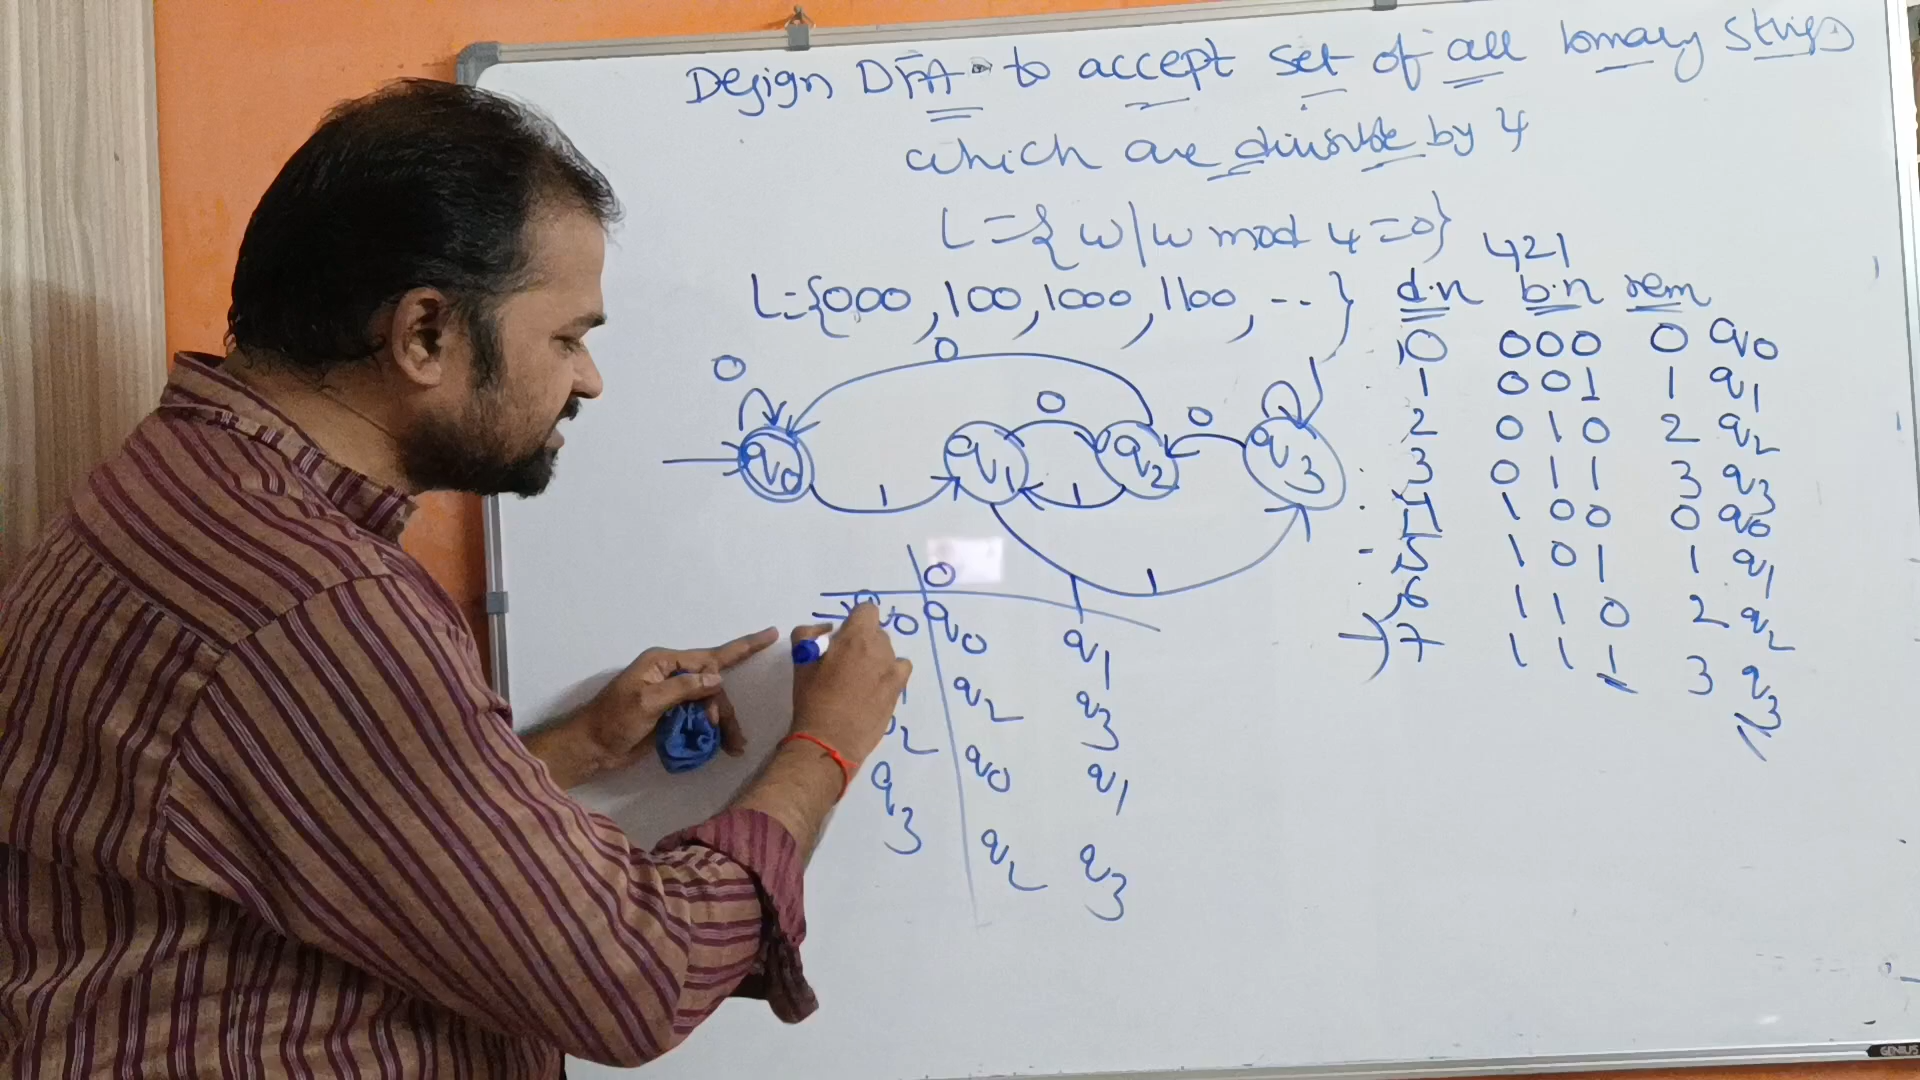 Design DFA to accept set of all binary strings
which are divisible by 4
L={w/w mod 4=0}
L={000, 100, 1000, 1100, -- }
421
d.n b.n rem
0 000 0 q0
1 001 1 q1
2 010 2 q2
3 011 3 q3
4 100 0 q0
5 101 1 q1
6 110 2 q2
7 111 3 q3
0 0 0 0 1
q0 q1 q2 q3
1 1 1
0 1
q0 q0 q1
q2 q3
2 q0 q1
q3 q2 q3
GENIUS